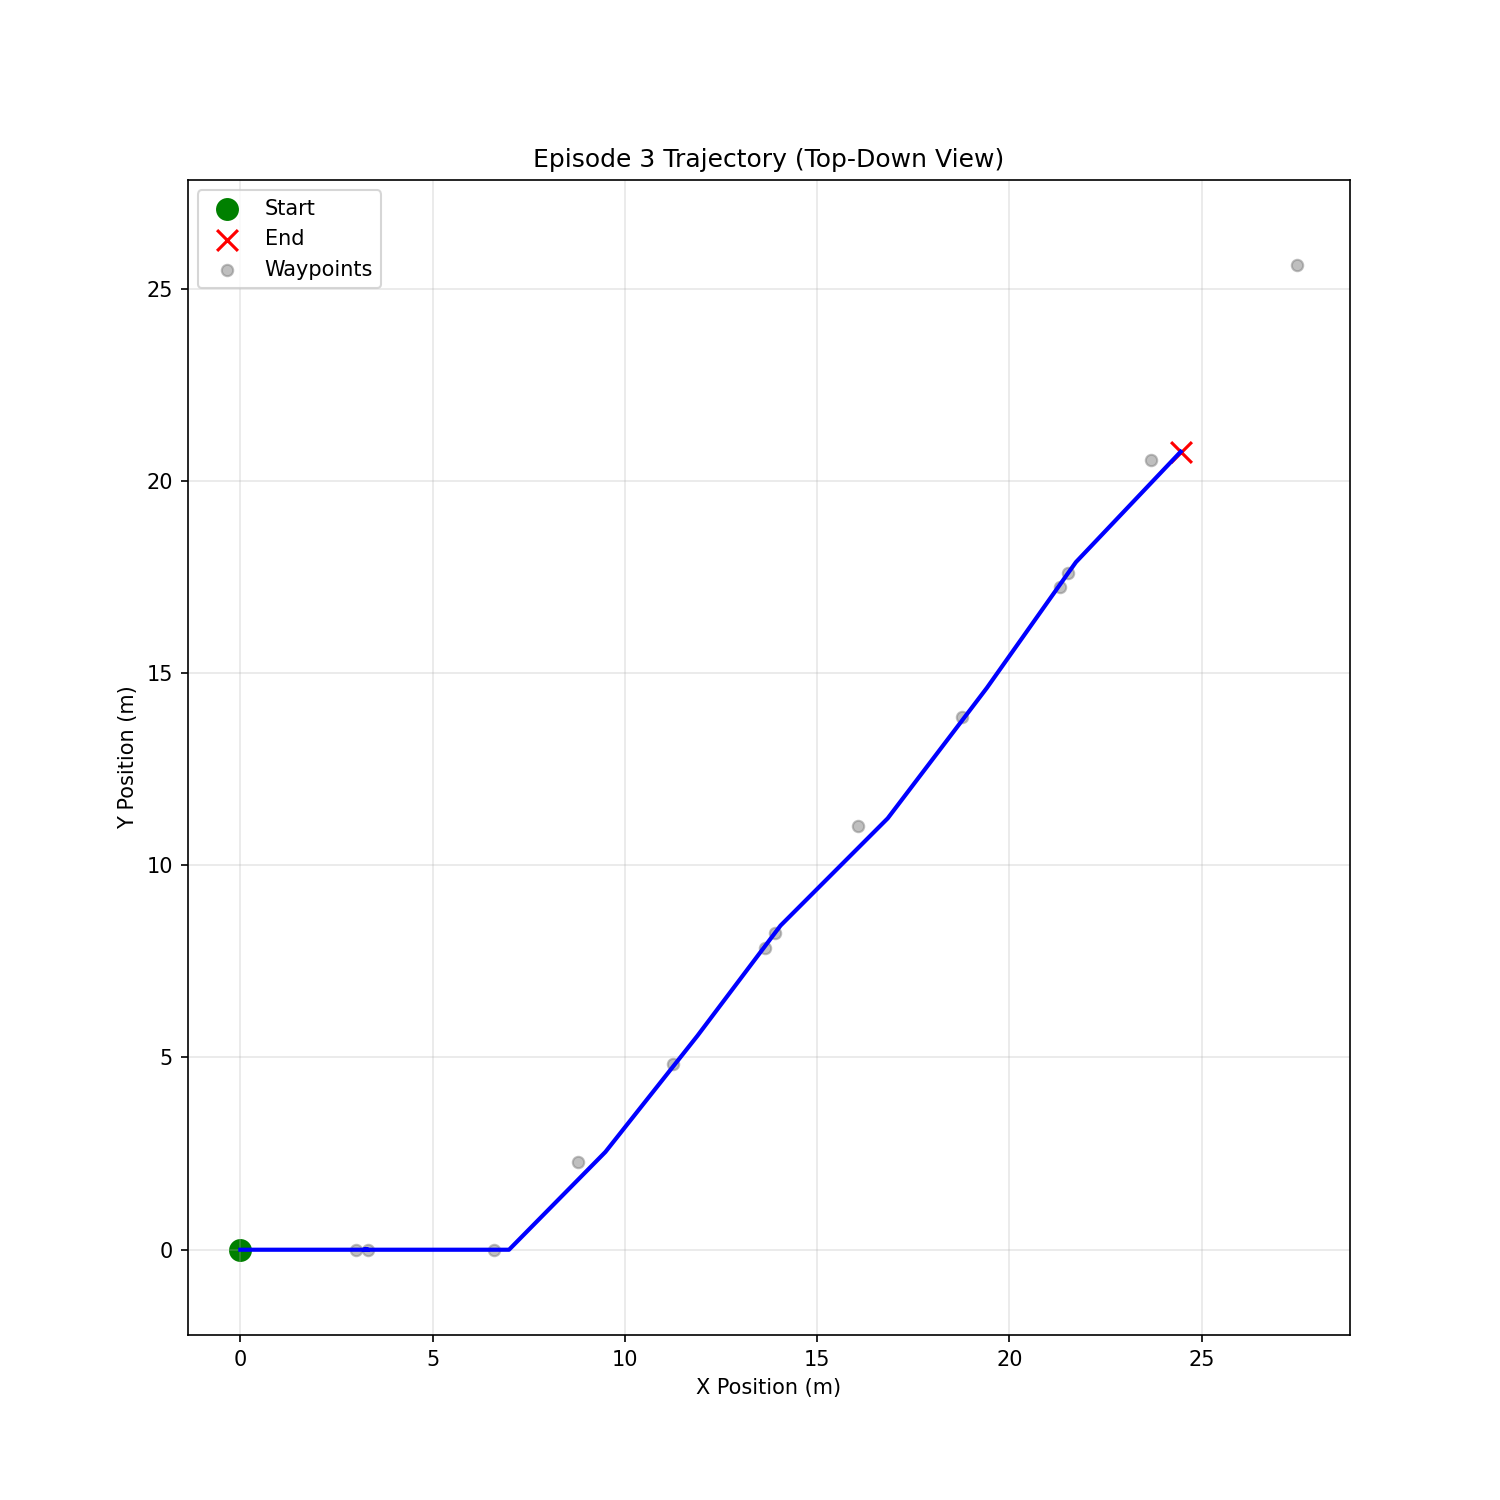 Episode 3 Trajectory (Top-Down View)
Start
End
Waypoints
25
20
15
10
5
0
Y Position (m)
0 5 10 15 20 25
X Position (m)